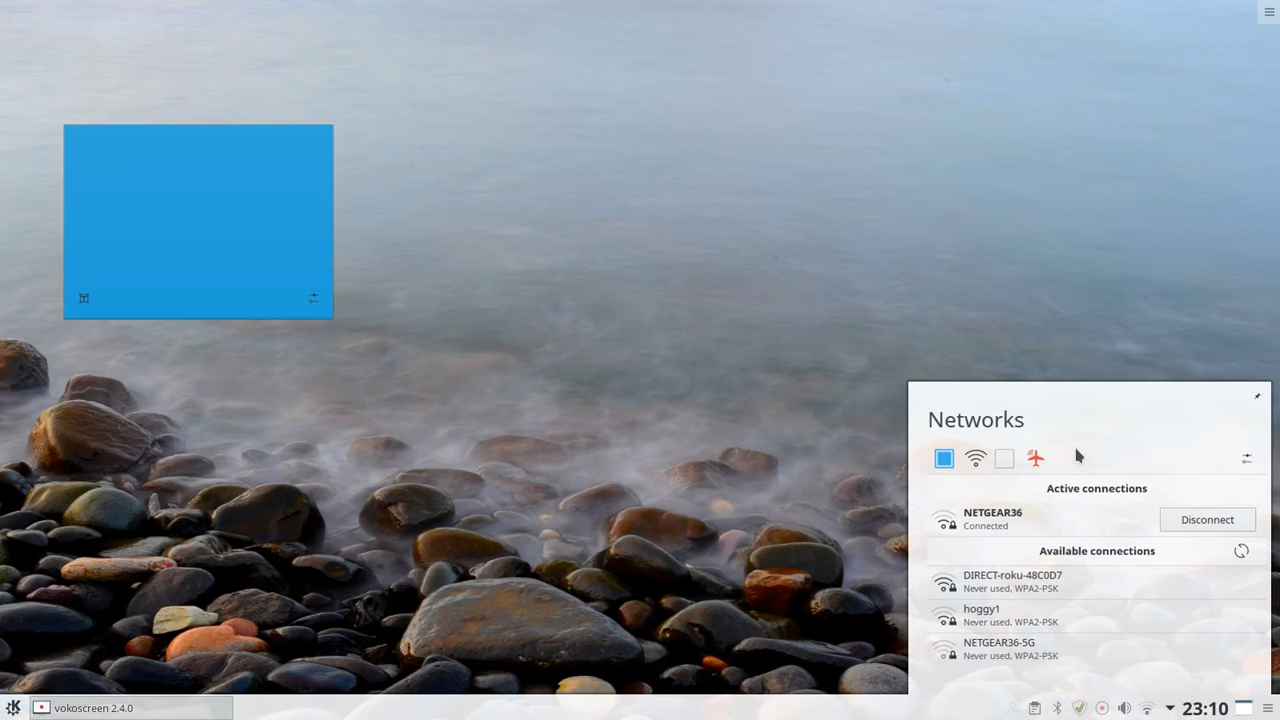 Networks
Active connections
NETGEAR36
Connected
Disconnect
Available connections
DIRECT-roku-48C0D7
Never used, WPA2-PSK
hoggy1
Never used, WPA2-PSK
NETGEAR36-5G
Never used, WPA2-PSK
vokoscreen 2.4.0
23:10